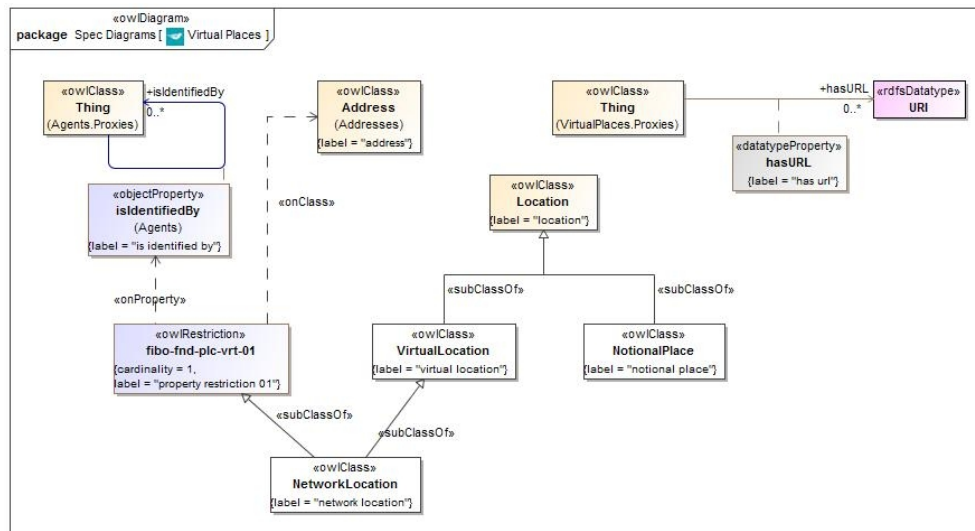 «owlDiagram»
package Spec Diagrams [ Virtual Places ]
«owlClass»
Thing
(Agents.Proxies)
+isIdentifiedBy
0..*
«owlClass»
Address
(Addresses)
{label = "address"}
«owlClass»
Thing
(VirtualPlaces.Proxies)
+hasURL
0..*
«rdfsDatatype»
URI
«datatypeProperty»
hasURL
{label = "has url"}
«objectProperty»
isIdentifiedBy
(Agents)
{label = "is identified by"}
«onClass»
«owlClass»
Location
{label = "location"}
«onProperty»
«subClassOf»
«subClassOf»
«owlRestriction»
fibo-fnd-plc-vrt-01
{cardinality = 1,
label = "property restriction 01"}
«owlClass»
VirtualLocation
{label = "virtual location"}
«owlClass»
NotionalPlace
{label = "notional place"}
«subClassOf»
«subClassOf»
«owlClass»
NetworkLocation
{label = "network location"}